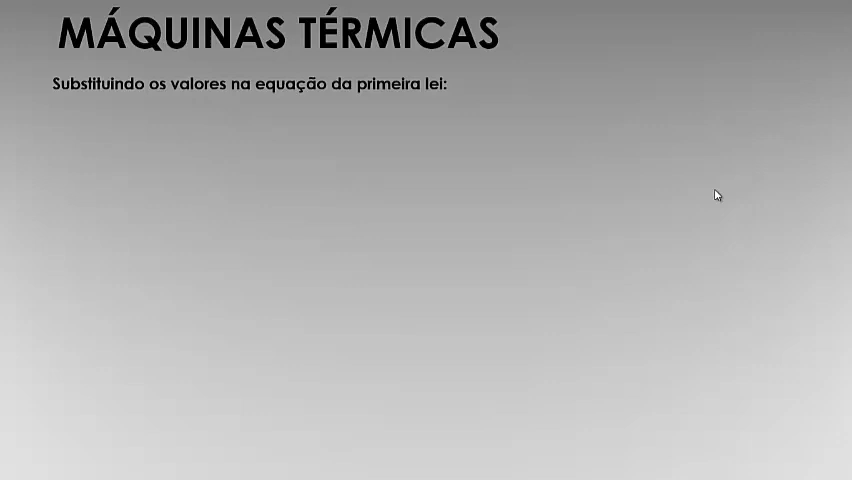 MÁQUINAS TÉRMICAS
Substituindo os valores na equação da primeira lei: